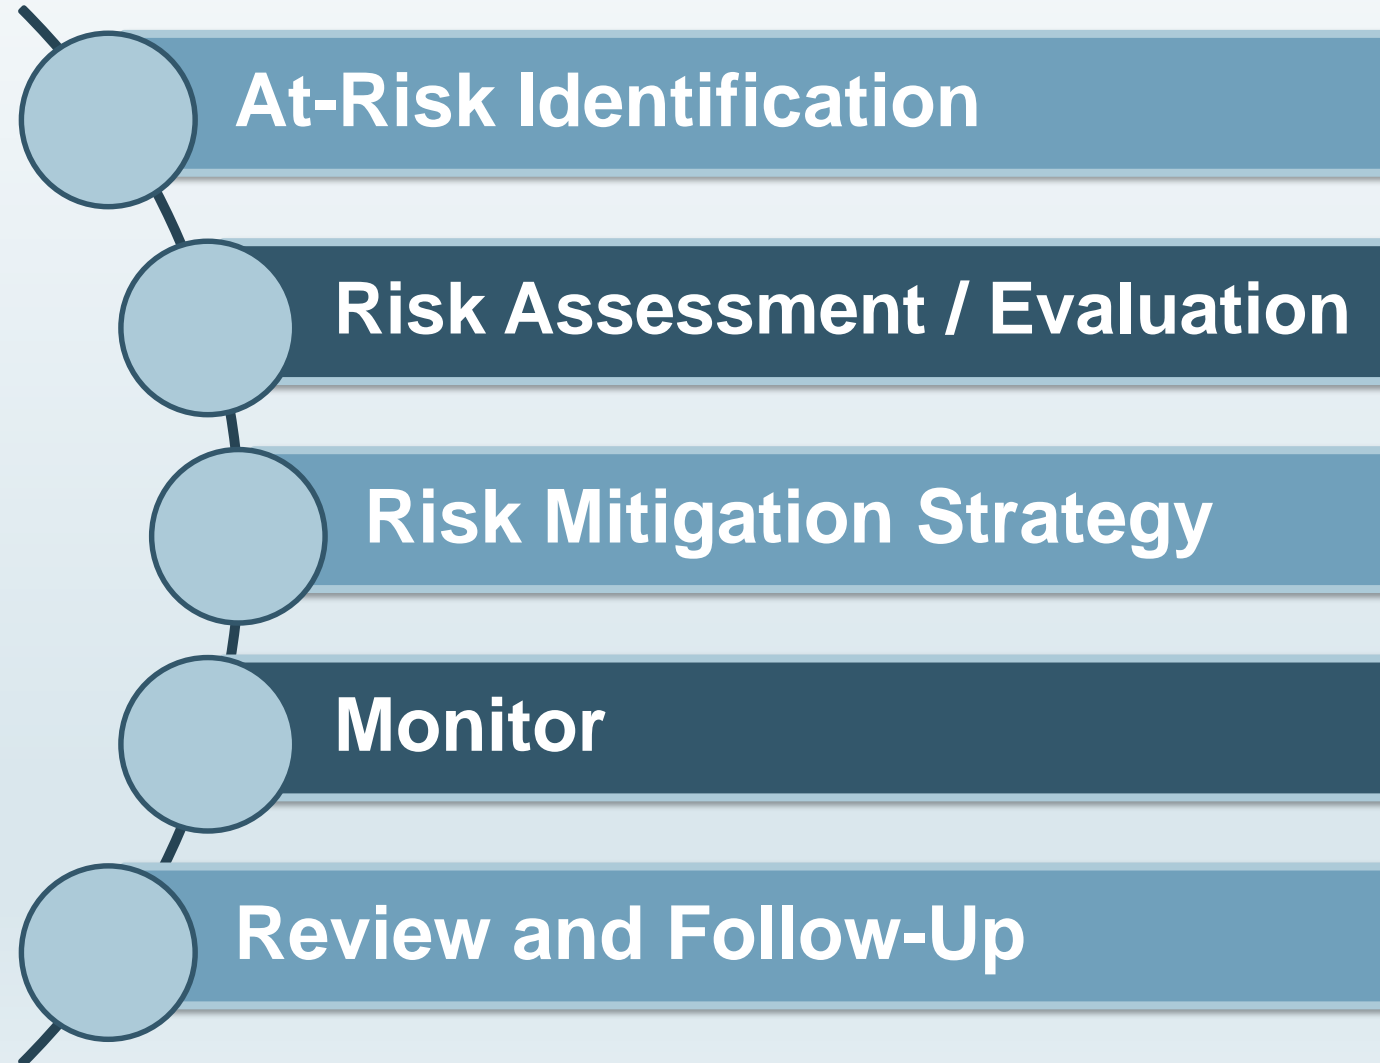 At-Risk Identification
Risk Assessment / Evaluation
Risk Mitigation Strategy
Monitor
Review and Follow-Up